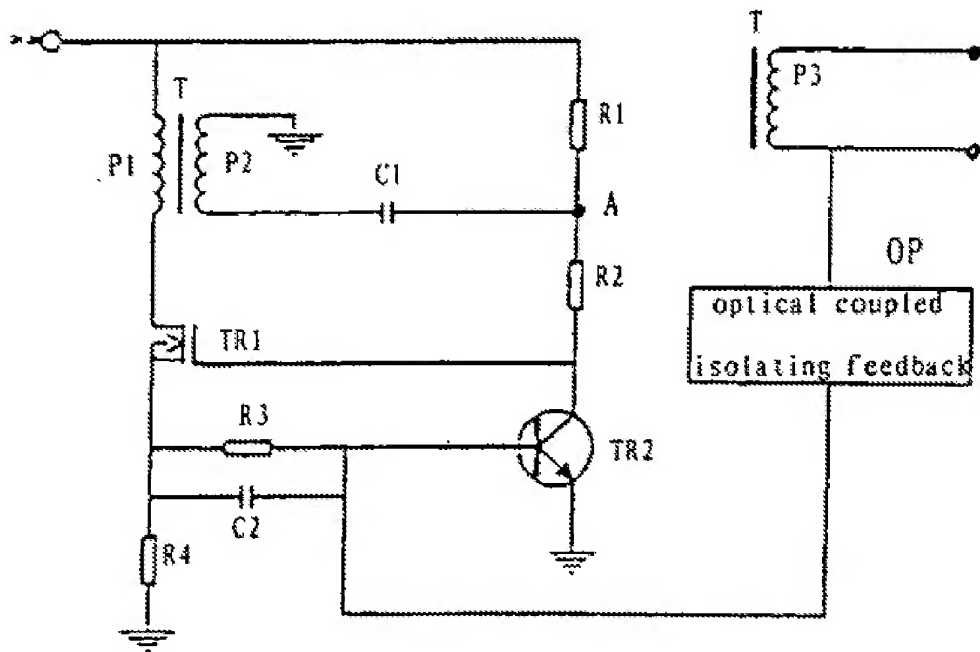 T
P3
T
R1
P1
P2
C1
A
R2
OP
optical coupled
TR1
isolating feedback
R3
TR2
C2
R4